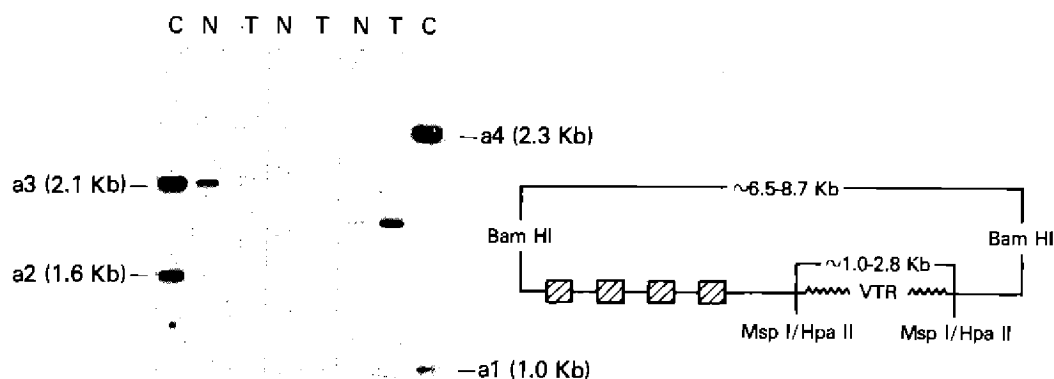 C N T N T N T C
a4 (2.3 Kb)
a3 (2.1 Kb)
a2 (1.6 Kb)
a1 (1.0 Kb)
~6.5-8.7 Kb
Bam HI
Bam HI
~1.0-2.8 Kb
VTR
Msp I/Hpa II
Msp I/Hpa II